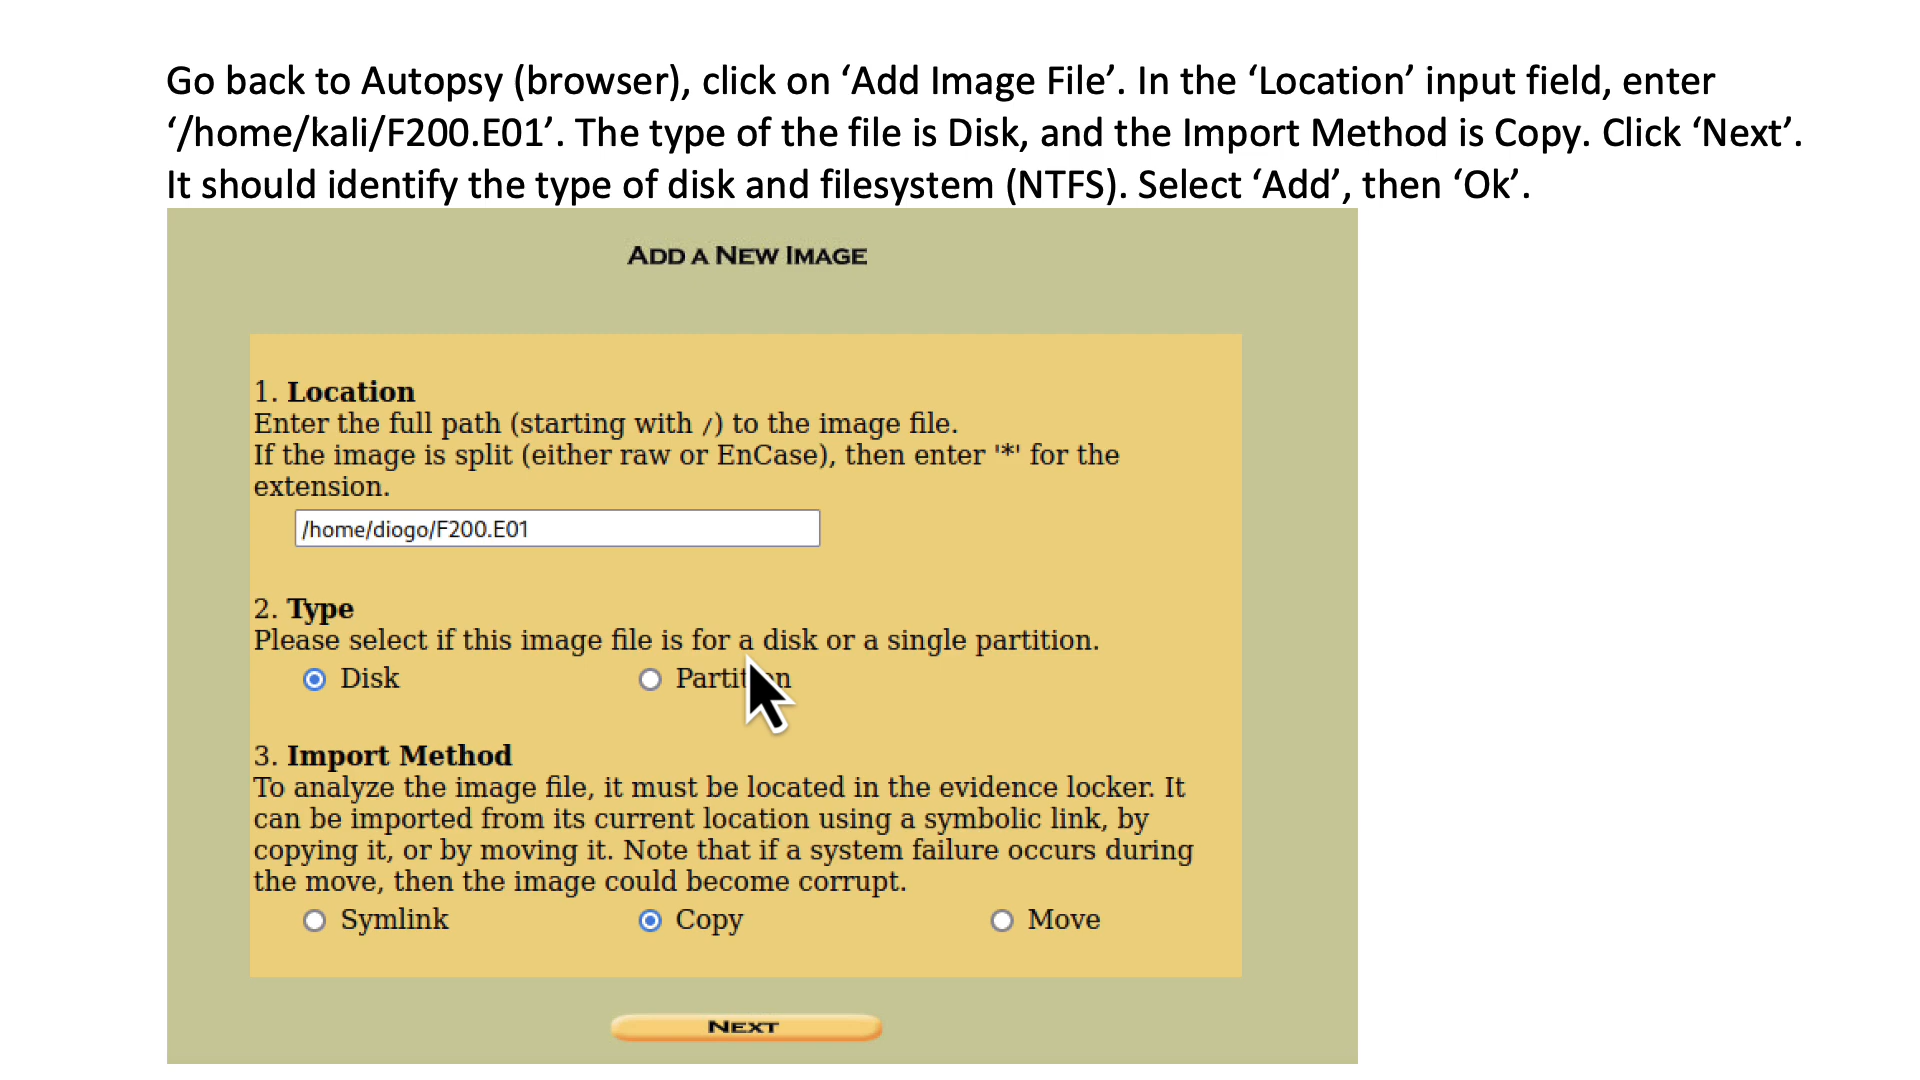 Go back to Autopsy (browser), click on ‘Add Image File’. In the ‘Location’ input field, enter
‘/home/kali/F200.E01’. The type of the file is Disk, and the Import Method is Copy. Click ‘Next’.
It should identify the type of disk and filesystem (NTFS). Select ‘Add’, then ‘Ok’.
ADD A NEW IMAGE
1. Location
Enter the full path (starting with /) to the image file.
If the image is split (either raw or EnCase), then enter '*' for the
extension.
/home/diogo/F200.E01
2. Type
Please select if this image file is for a disk or a single partition.
Disk Partition
3. Import Method
To analyze the image file, it must be located in the evidence locker. It
can be imported from its current location using a symbolic link, by
copying it, or by moving it. Note that if a system failure occurs during
the move, then the image could become corrupt.
Symlink Copy Move
NEXT